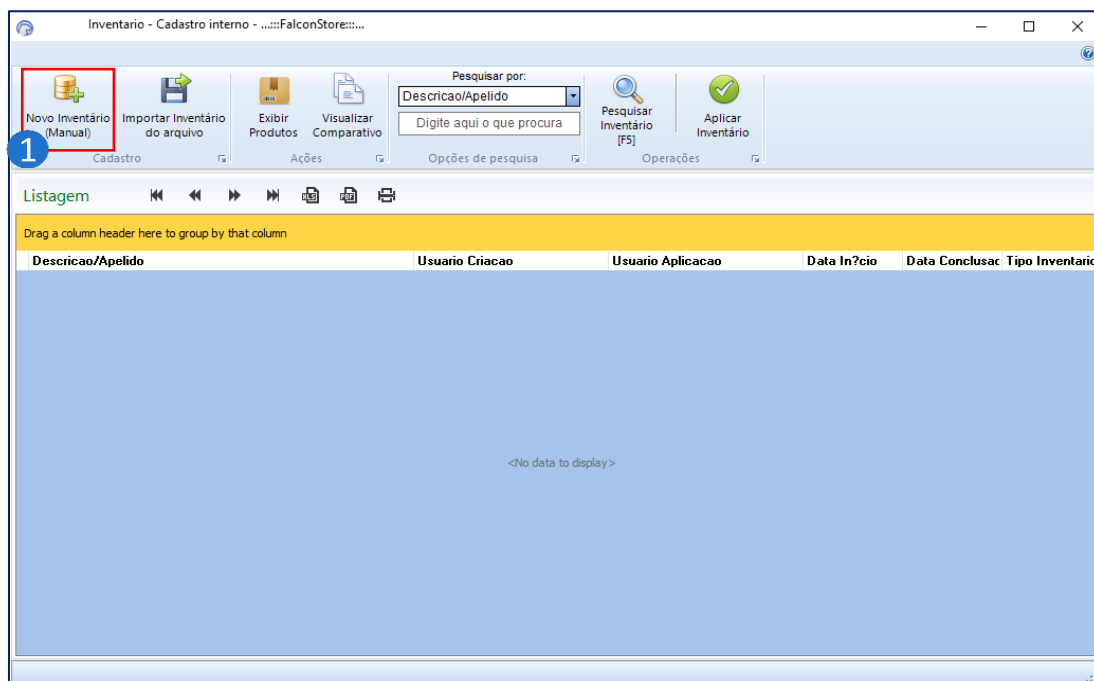 Inventario - Cadastro interno - ...:::FalconStore:::...
Pesquisar por:
Descricao/Apelido
Novo Inventário
(Manual)
Importar Inventário
do arquivo
Exibir
Produtos
Visualizar
Comparativo
Digite aqui o que procura
Pesquisar
Inventário
[F5]
Aplicar
Inventário
1
Cadastro
Ações
Opções de pesquisa
Operações
Listagem
XLS
PDF
Drag a column header here to group by that column
Descricao/Apelido Usuario Criacao Usuario Aplicacao Data In?cio Data Conclusac Tipo Inventaric
<No data to display>